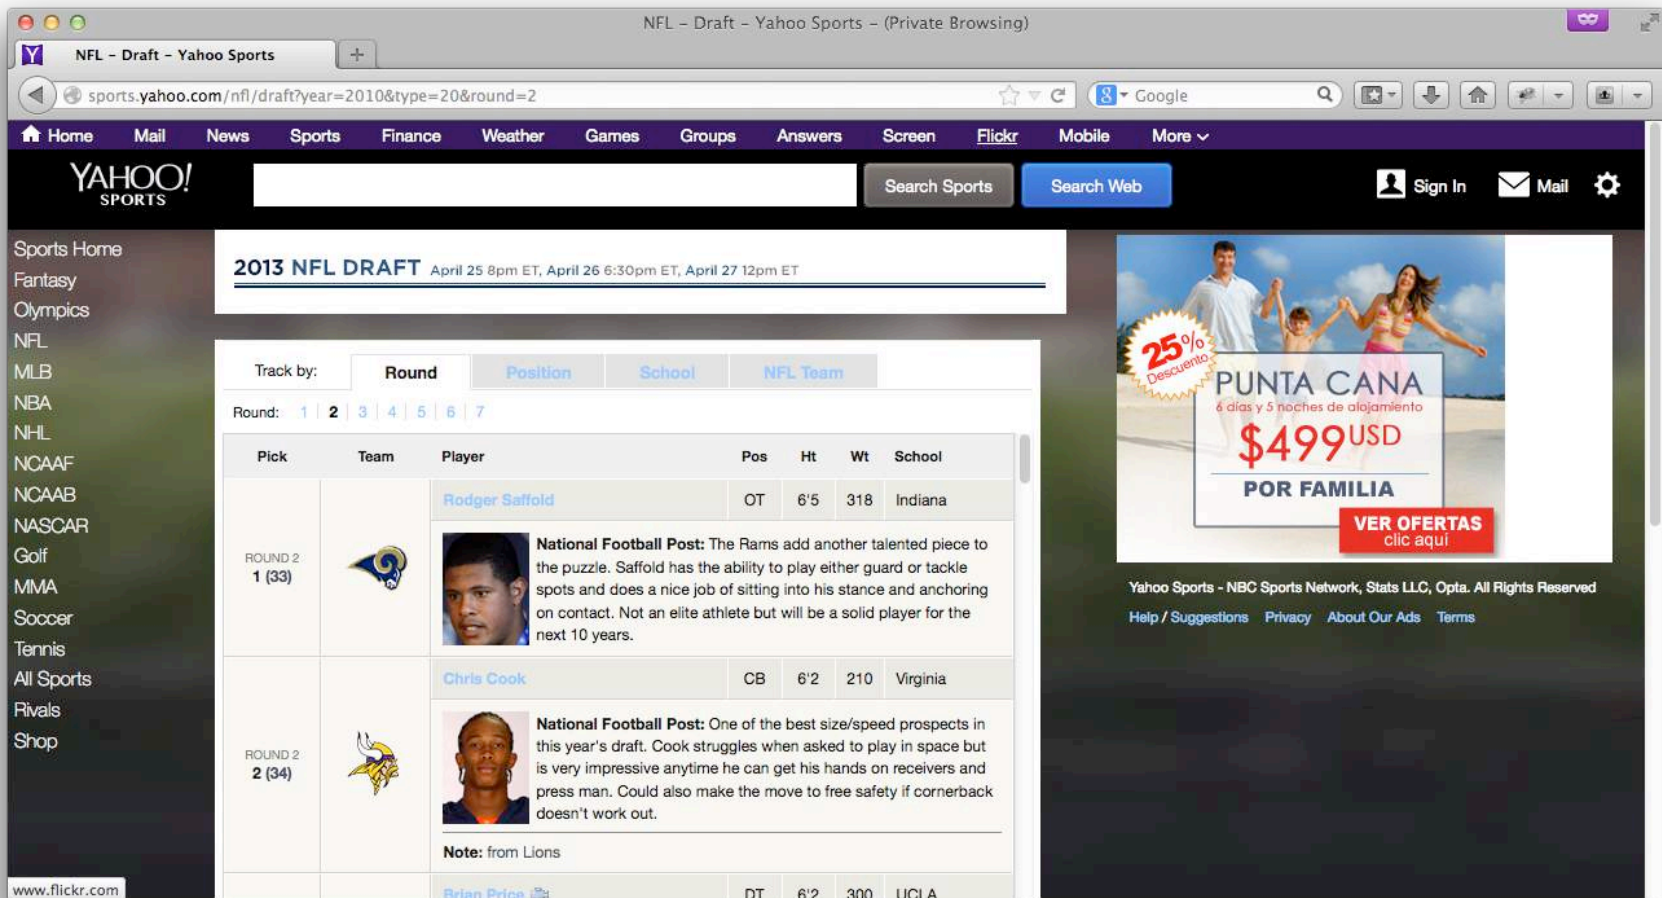 NFL – Draft – Yahoo Sports – (Private Browsing)
NFL – Draft – Yahoo Sports
sports.yahoo.com/nfl/draft?year=2010&type=20&round=2
Google
Home Mail News Sports Finance Weather Games Groups Answers Screen Flickr Mobile More
YAHOO! SPORTS
Search Sports
Search Web
Sign In
Mail
Sports Home
Fantasy
Olympics
NFL
MLB
NBA
NHL
NCAAF
NCAAB
NASCAR
Golf
MMA
Soccer
Tennis
All Sports
Rivals
Shop
2013 NFL DRAFT April 25 8pm ET, April 26 6:30pm ET, April 27 12pm ET
Track by: Round Position School NFL Team
Round: 1 2 3 4 5 6 7
Pick Team Player Pos Ht Wt School
Rodger Saffold OT 6'5 318 Indiana
ROUND 2
1 (33)
National Football Post: The Rams add another talented piece to
the puzzle. Saffold has the ability to play either guard or tackle
spots and does a nice job of sitting into his stance and anchoring
on contact. Not an elite athlete but will be a solid player for the
next 10 years.
Chris Cook CB 6'2 210 Virginia
ROUND 2
2 (34)
National Football Post: One of the best size/speed prospects in
this year's draft. Cook struggles when asked to play in space but
is very impressive anytime he can get his hands on receivers and
press man. Could also make the move to free safety if cornerback
doesn't work out.
Note: from Lions
Brian Price DT 6'2 300 UCLA
25%
Descuento
PUNTA CANA
6 días y 5 noches de alojamiento
$499USD
POR FAMILIA
VER OFERTAS
clic aquí
Yahoo Sports - NBC Sports Network, Stats LLC, Opta. All Rights Reserved
Help / Suggestions Privacy About Our Ads Terms
www.flickr.com